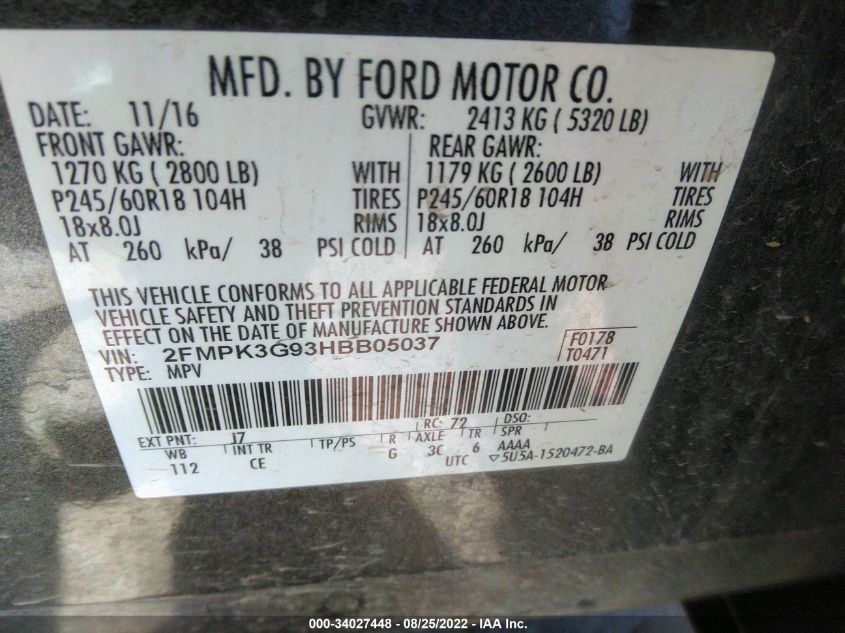 MFD. BY FORD MOTOR CO.
DATE: 11/16 GVWR: 2413 KG ( 5320 LB)
FRONT GAWR: REAR GAWR:
1270 KG ( 2800 LB) WITH 1179 KG ( 2600 LB) WITH
P245/60R18 104H TIRES P245/60R18 104H TIRES
18x8.0J RIMS 18x8.0J RIMS
AT 260 kPa/ 38 PSI COLD AT 260 kPa/ 38 PSI COLD
THIS VEHICLE CONFORMS TO ALL APPLICABLE FEDERAL MOTOR
VEHICLE SAFETY AND THEFT PREVENTION STANDARDS IN
EFFECT ON THE DATE OF MANUFACTURE SHOWN ABOVE.
VIN: 2FMPK3G93HBB05037 F0178
TYPE: MPV T0471
EXT PNT: J7 RC: 72 DSO:
WB INT TR TP/PS R AXLE TR SPR
112 CE G 3C 6 AAAA
UTC ▽5U5A-1520472-BA
000-34027448 - 08/25/2022 - IAA Inc.